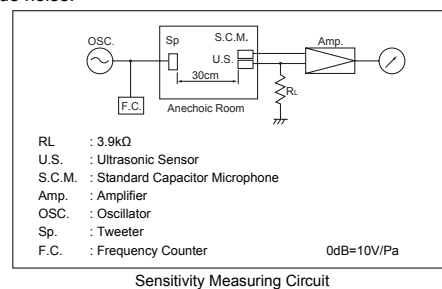 OSC.
Sp
S.C.M.
Amp.
U.S.
30cm
RL
F.C.
Anechoic Room
RL : 3.9kΩ
U.S. : Ultrasonic Sensor
S.C.M. : Standard Capacitor Microphone
Amp. : Amplifier
OSC. : Oscillator
Sp. : Tweeter
F.C. : Frequency Counter 0dB=10V/Pa
Sensitivity Measuring Circuit